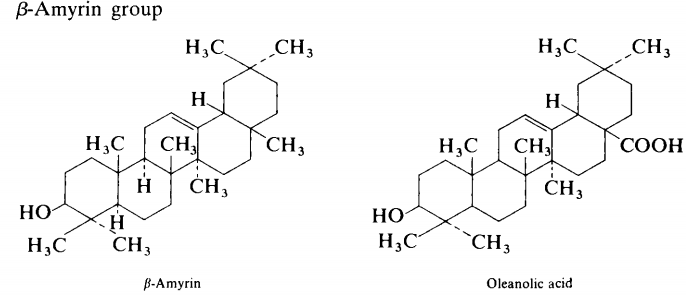 β-Amyrin group
H₃C CH₃
H₃C CH₃
H
H
H₃C CH₃ CH₃ COOH
H₃C CH₃
H CH₃ CH₃
HO H HO
H₃C CH₃ H₃C CH₃
β-Amyrin Oleanolic acid